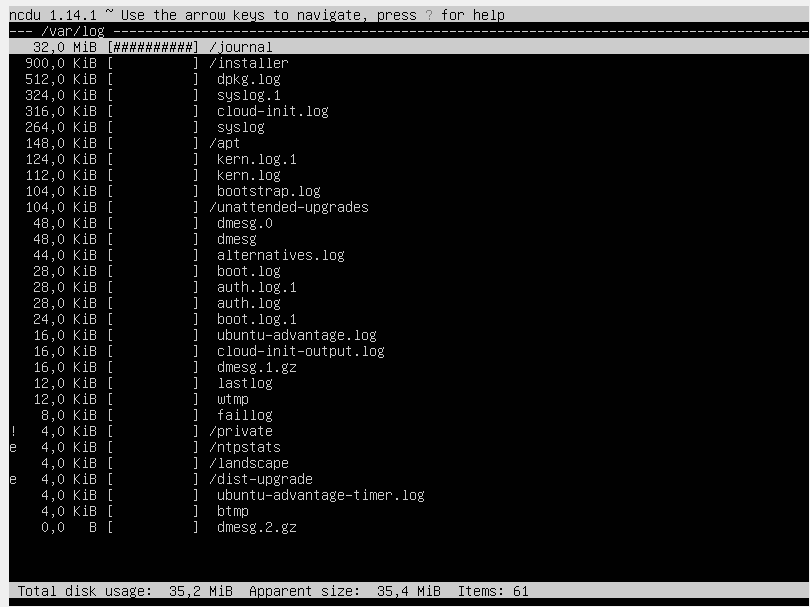 ncdu 1.14.1 ~ Use the arrow keys to navigate, press ? for help
--- /var/log ----------------------------------------------------------------------------------------
   32,0 MiB [##########] /journal
  900,0 KiB [          ] /installer
  512,0 KiB [          ]  dpkg.log
  324,0 KiB [          ]  syslog.1
  316,0 KiB [          ]  cloud-init.log
  264,0 KiB [          ]  syslog
  148,0 KiB [          ] /apt
  124,0 KiB [          ]  kern.log.1
  112,0 KiB [          ]  kern.log
  104,0 KiB [          ]  bootstrap.log
  104,0 KiB [          ] /unattended-upgrades
   48,0 KiB [          ]  dmesg.0
   48,0 KiB [          ]  dmesg
   44,0 KiB [          ]  alternatives.log
   28,0 KiB [          ]  boot.log
   28,0 KiB [          ]  auth.log.1
   28,0 KiB [          ]  auth.log
   24,0 KiB [          ]  boot.log.1
   16,0 KiB [          ]  ubuntu-advantage.log
   16,0 KiB [          ]  cloud-init-output.log
   16,0 KiB [          ]  dmesg.1.gz
   12,0 KiB [          ]  lastlog
   12,0 KiB [          ]  wtmp
    8,0 KiB [          ]  faillog
!   4,0 KiB [          ] /private
e   4,0 KiB [          ] /ntpstats
    4,0 KiB [          ] /landscape
e   4,0 KiB [          ] /dist-upgrade
    4,0 KiB [          ]  ubuntu-advantage-timer.log
    4,0 KiB [          ]  btmp
    0,0   B [          ]  dmesg.2.gz
Total disk usage:  35,2 MiB  Apparent size:  35,4 MiB  Items: 61